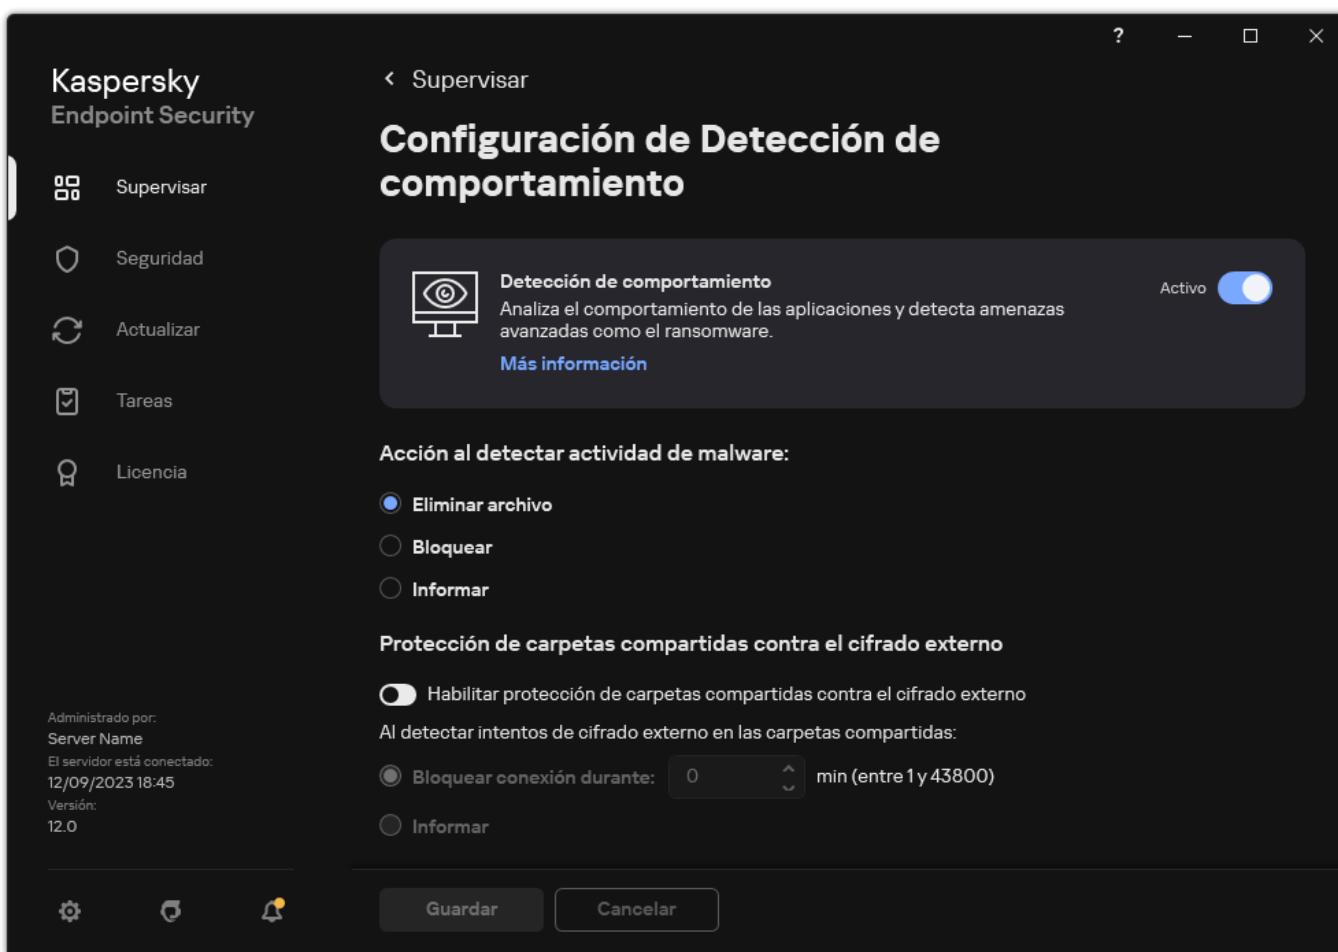 ?
Kaspersky
Endpoint Security
Supervisar
Seguridad
Actualizar
Tareas
Licencia
Administrado por:
Server Name
El servidor está conectado:
12/09/2023 18:45
Versión:
12.0
Supervisar
Configuración de Detección de
comportamiento
Detección de comportamiento
Analiza el comportamiento de las aplicaciones y detecta amenazas
avanzadas como el ransomware.
Más información
Activo
Acción al detectar actividad de malware:
Eliminar archivo
Bloquear
Informar
Protección de carpetas compartidas contra el cifrado externo
Habilitar protección de carpetas compartidas contra el cifrado externo
Al detectar intentos de cifrado externo en las carpetas compartidas:
Bloquear conexión durante: 0 min (entre 1 y 43800)
Informar
Guardar Cancelar